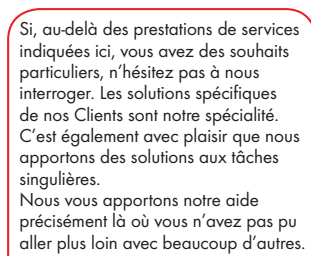 Si, au-delà des prestations de services
indiquées ici, vous avez des souhaits
particuliers, n’hésitez pas à nous
interroger. Les solutions spécifiques
de nos Clients sont notre spécialité.
C’est également avec plaisir que nous
apportons des solutions aux tâches
singulières.
Nous vous apportons notre aide
précisément là où vous n’avez pas pu
aller plus loin avec beaucoup d’autres.